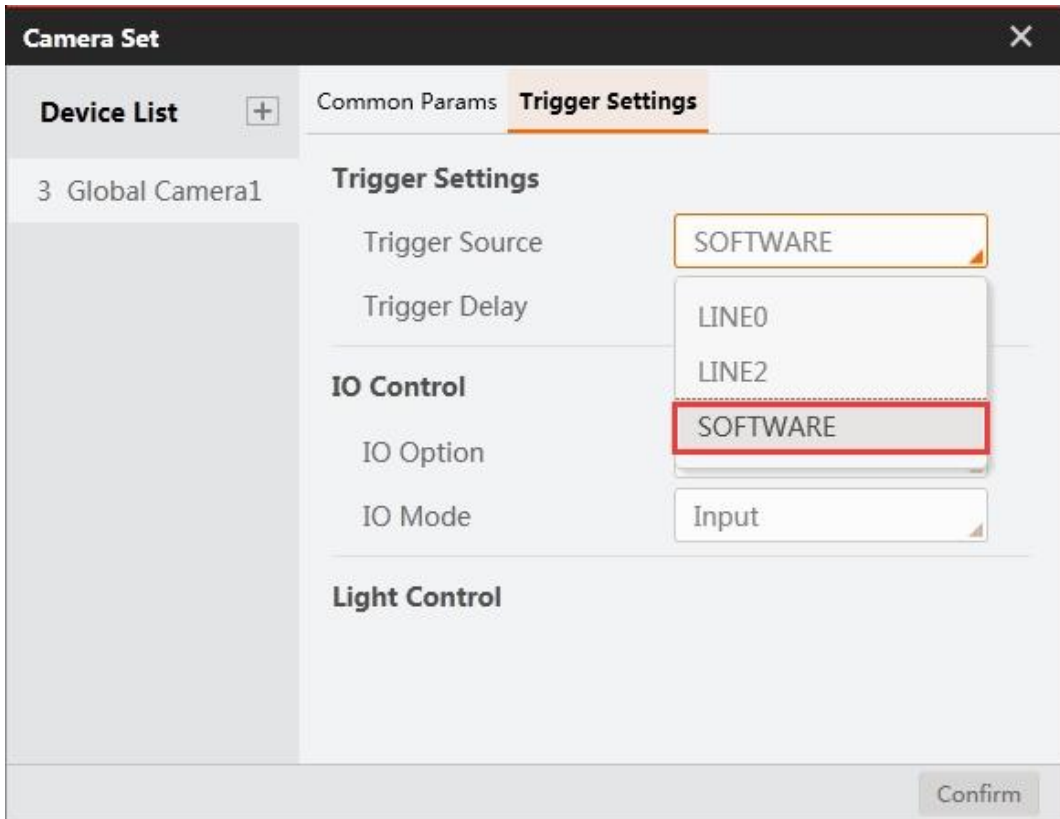 Camera Set
Device List
3 Global Camera1
Common Params Trigger Settings
Trigger Settings
Trigger Source SOFTWARE
Trigger Delay
LINE0
LINE2
SOFTWARE
IO Control
IO Option
IO Mode Input
Light Control
Confirm